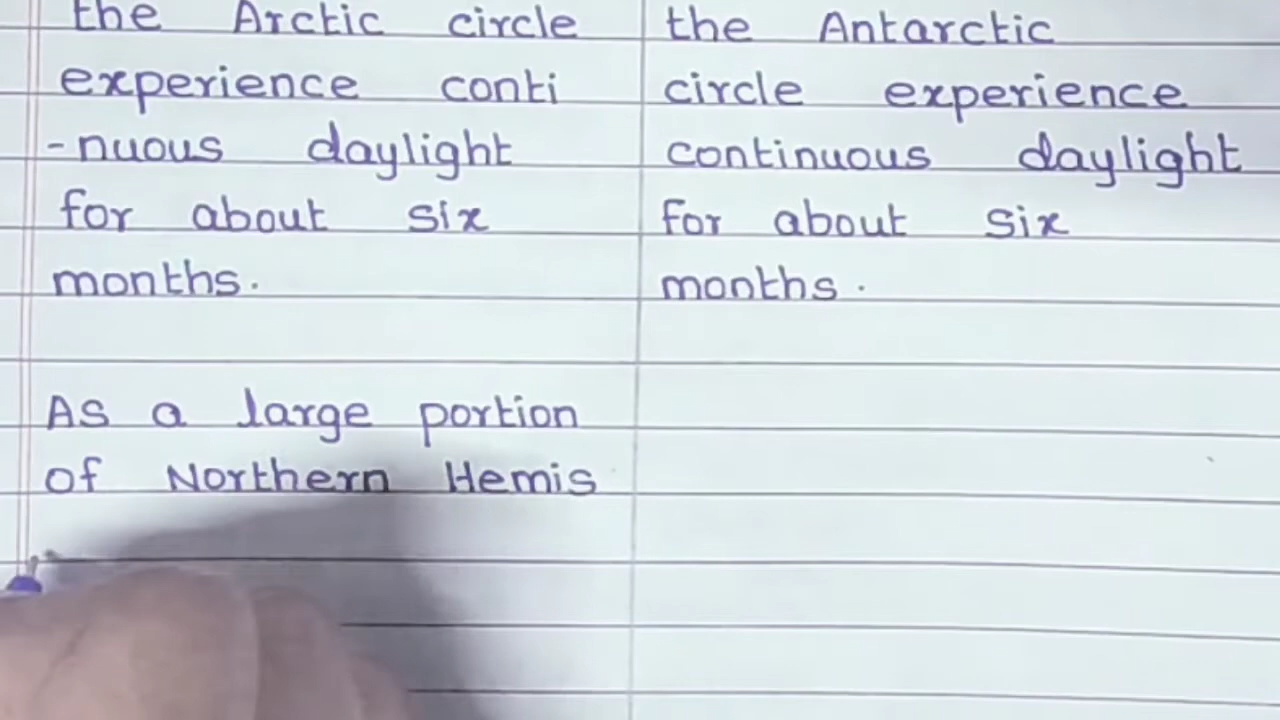 the Arctic circle
experience conti
-nuous daylight
for about six
months.
As a large portion
of Northern Hemis
the Antarctic
circle experience
continuous daylight
for about six
months.